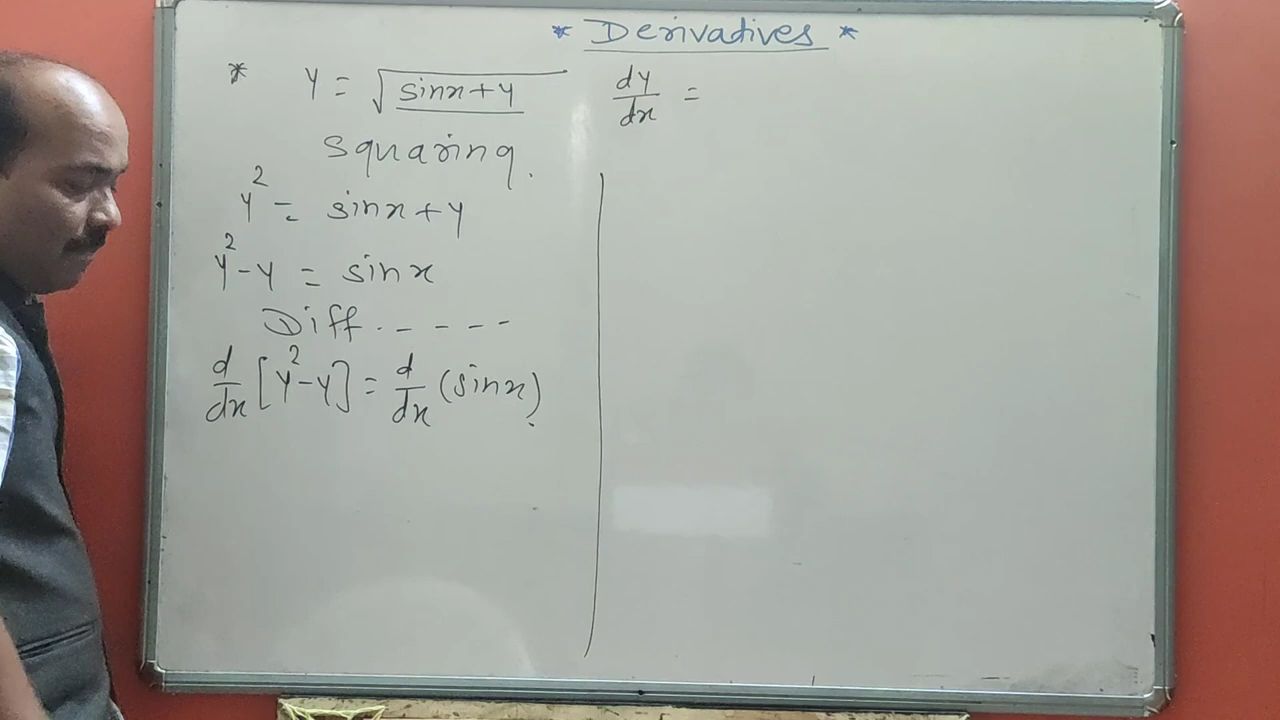 * Derivatives *
* y = √(sinx+y) dy/dx =
squaring.
y² = sinx+y
y²-y = sinx
Diff.-----
d/dx [y²-y] = d/dx (sinx)